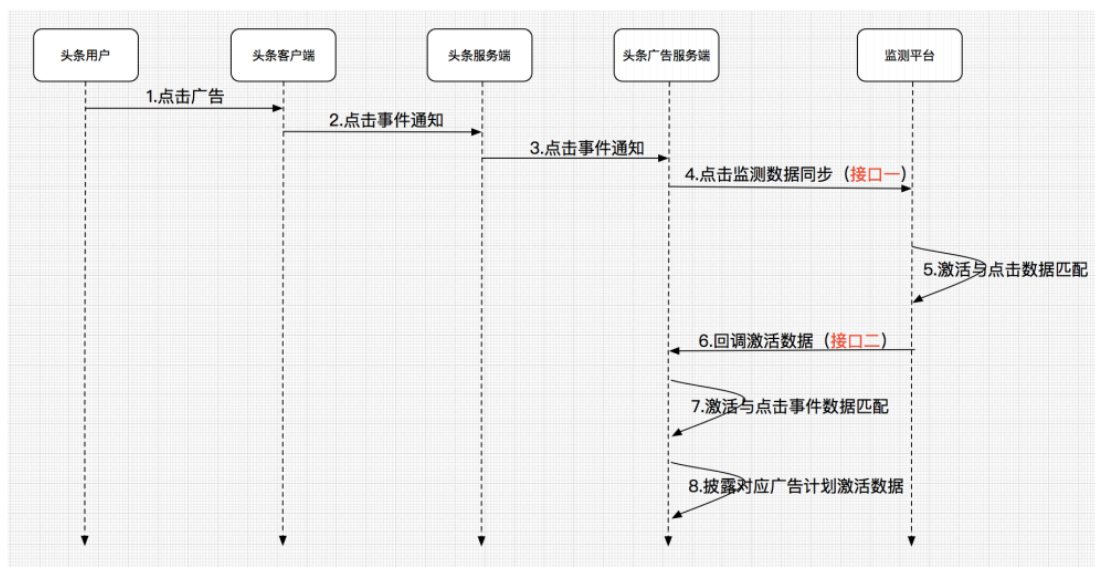 头条用户
头条客户端
头条服务端
头条广告服务端
监测平台
1.点击广告
2.点击事件通知
3.点击事件通知
4.点击监测数据同步（接口一）
5.激活与点击数据匹配
6.回调激活数据（接口二）
7.激活与点击事件数据匹配
8.披露对应广告计划激活数据